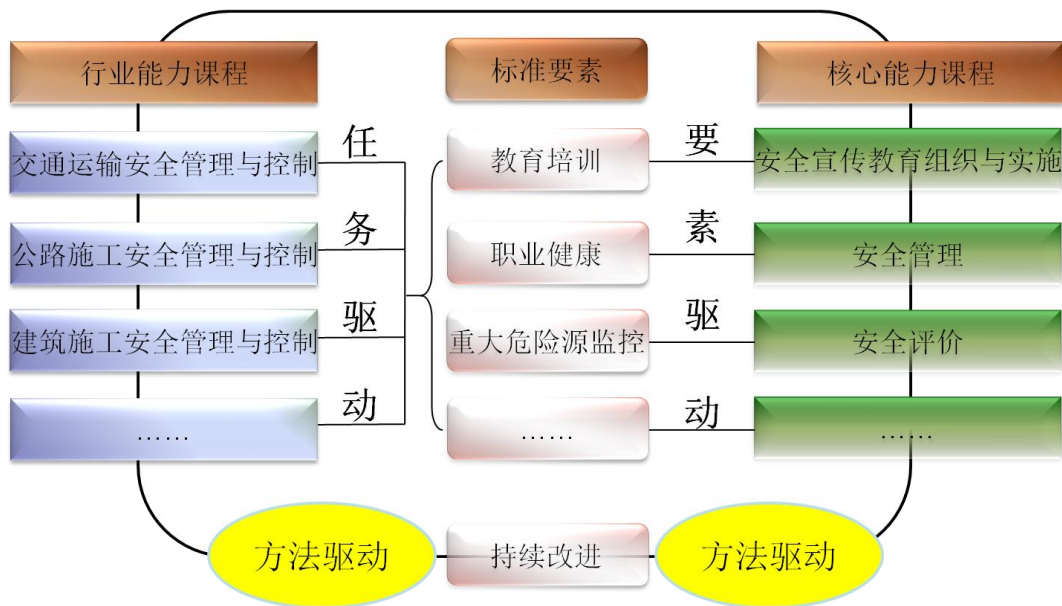 行业能力课程
标准要素
核心能力课程
交通运输安全管理与控制
任
教育培训
要
安全宣传教育组织与实施
公路施工安全管理与控制
务
职业健康
素
安全管理
建筑施工安全管理与控制
驱
重大危险源监控
驱
安全评价
……
动
……
动
……
方法驱动
持续改进
方法驱动